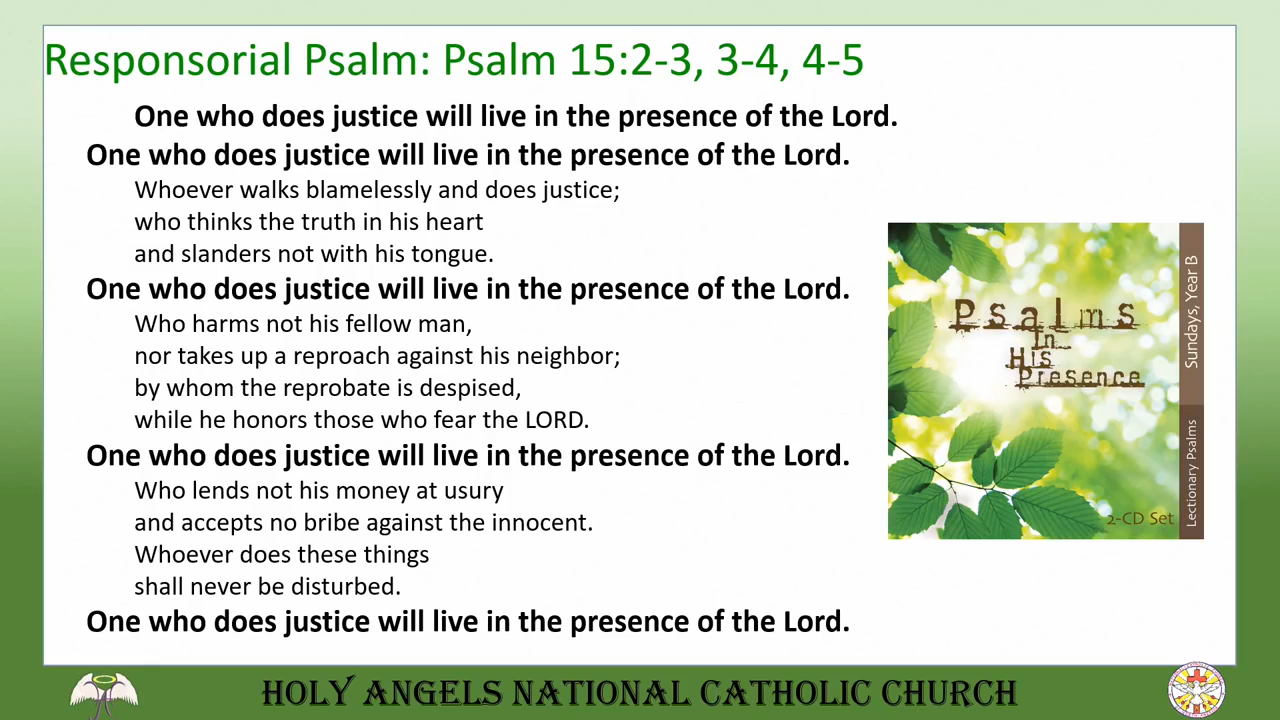 Responsorial Psalm: Psalm 15:2-3, 3-4, 4-5
One who does justice will live in the presence of the Lord.
One who does justice will live in the presence of the Lord.
Whoever walks blamelessly and does justice;
who thinks the truth in his heart
and slanders not with his tongue.
One who does justice will live in the presence of the Lord.
Who harms not his fellow man,
nor takes up a reproach against his neighbor;
by whom the reprobate is despised,
while he honors those who fear the LORD.
One who does justice will live in the presence of the Lord.
Who lends not his money at usury
and accepts no bribe against the innocent.
Whoever does these things
shall never be disturbed.
One who does justice will live in the presence of the Lord.
Psalms
In
His
Presence
2-CD Set
Sundays, Year B
Lectionary Psalms
HOLY ANGELS NATIONAL CATHOLIC CHURCH